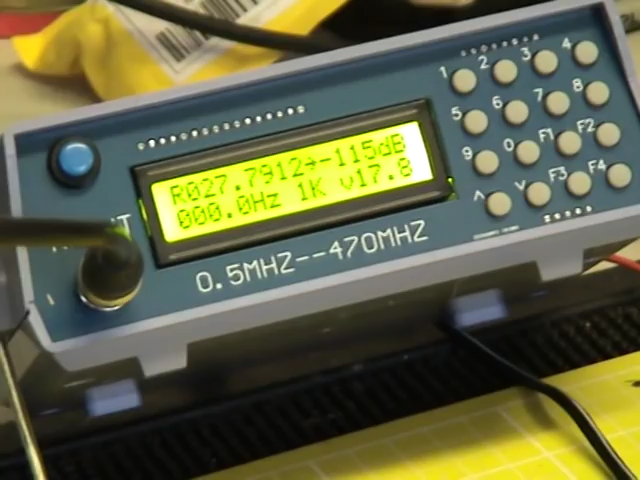 R027.7912→-115dB
000.0Hz 1K v17.8
0.5MHZ--470MHZ
1 2 3 4
5 6 7 8
9 0 F1 F2
^ v F3 F4